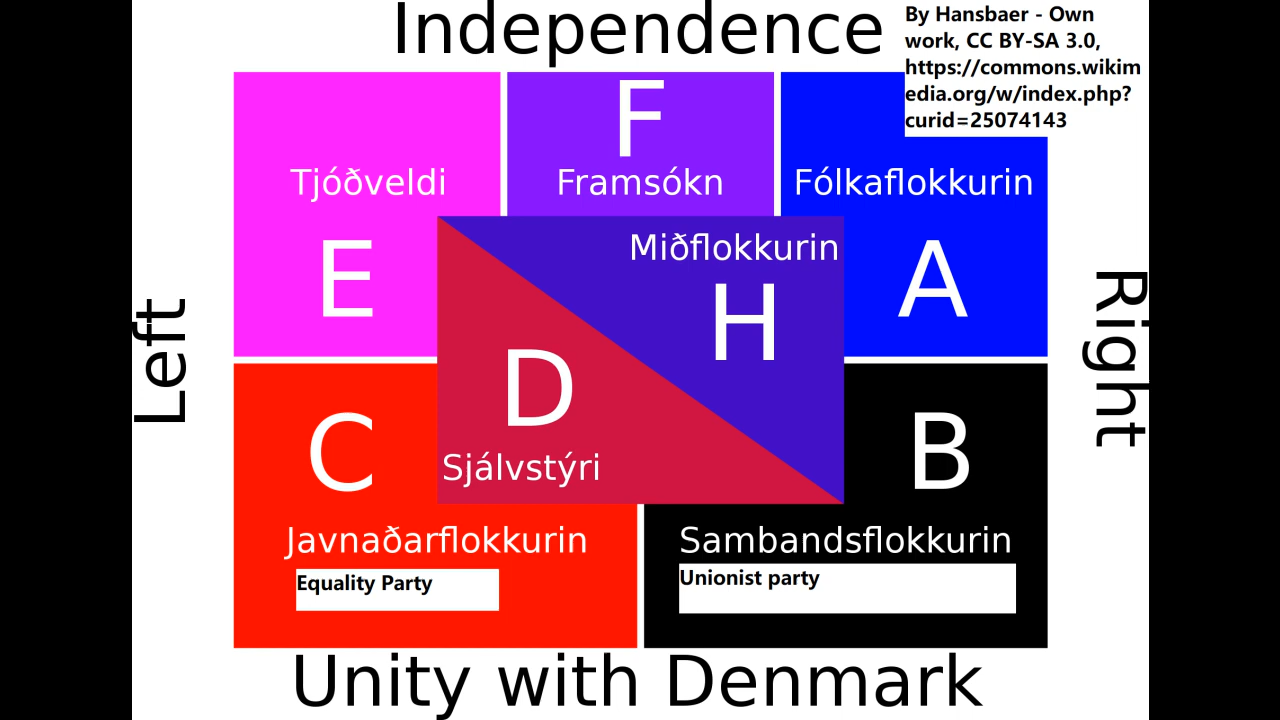 Independence
By Hansbaer - Own
work, CC BY-SA 3.0,
https://commons.wikim
edia.org/w/index.php?
curid=25074143
F
Tjóðveldi
Framsókn
Fólkaflokkurin
E
Miðflokkurin
A
H
Left
Right
D
C
Sjálvstýri
B
Javnaðarflokkurin
Sambandsflokkurin
Equality Party
Unionist party
Unity with Denmark